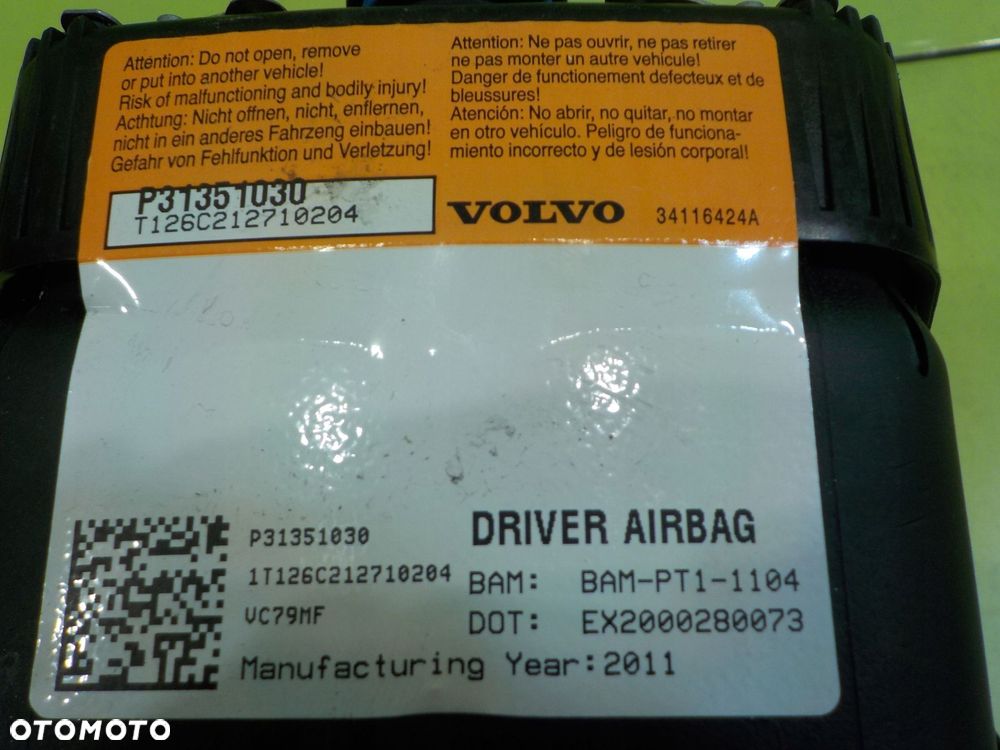 Attention: Do not open, remove
or put into another vehicle!
Risk of malfunctioning and bodily injury!
Acthtung: Nicht offnen, nicht, enflernen,
nicht in ein anderes Fahrzeng einbauen!
Gefahr von Fehlfunktion und Verletzung!
Attention: Ne pas ouvrir, ne pas retirer
ne pas monter un autre vehicule!
Danger de functionement defecteux et de
bleussures!
Atención: No abrir, no quitar, no montar
en otro vehículo. Peligro de funciona-
miento incorrecto y de lesión corporal!
P31351030
T126C212710204
VOLVO 34116424A
P31351030
1T126C212710204
VC79MF
DRIVER AIRBAG
BAM: BAM-PT1-1104
DOT: EX2000280073
Manufacturing Year:2011
OTOMOTO